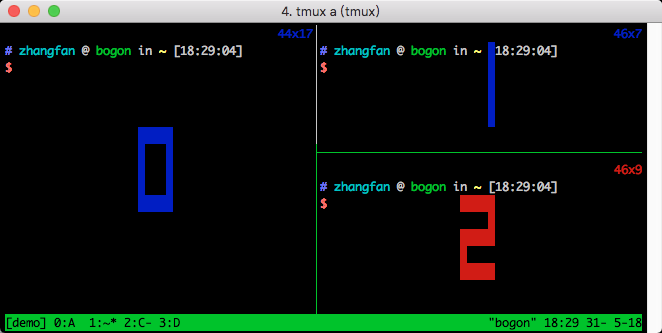 4. tmux a (tmux)
44x17
# zhangfan @ bogon in ~ [18:29:04]
$
0
46x7
# zhangfan @ bogon in ~ [18:29:04]
$
1
46x9
# zhangfan @ bogon in ~ [18:29:04]
$
2
[demo] 0:A  1:~* 2:C- 3:D "bogon" 18:29 31- 5-18